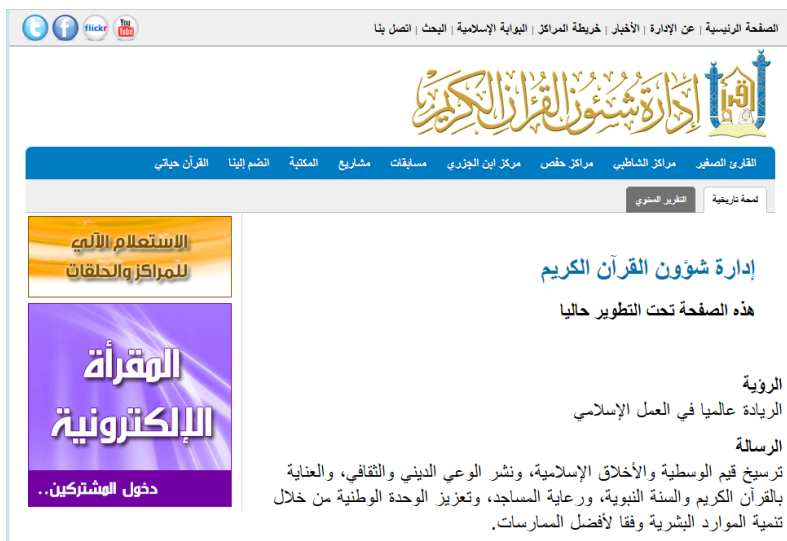 الصفحة الرئيسية | عن الإدارة | الأخبار | خريطة المراكز | البوابة الإسلامية | البحث | اتصل بنا
You Tube flickr f t
اقرأ
إدارة شئون القرآن الكريم
القارئ الصغير مراكز الشاطبي مراكز حفص مركز ابن الجزري مسابقات مشاريع المكتبة انضم إلينا القرآن حياتي
لمحة تاريخية التقرير السنوي
إدارة شؤون القرآن الكريم
هذه الصفحة تحت التطوير حاليا
الرؤية
الريادة عالميا في العمل الإسلامي
الرسالة
ترسيخ قيم الوسطية والأخلاق الإسلامية، ونشر الوعي الديني والثقافي، والعناية
بالقرآن الكريم والسنة النبوية، ورعاية المساجد، وتعزيز الوحدة الوطنية من خلال
تنمية الموارد البشرية وفقا لأفضل الممارسات.
الاستعلام الآلي
للمراكز والحلقات
المقرأة
الإلكترونية
دخول المشتركين..